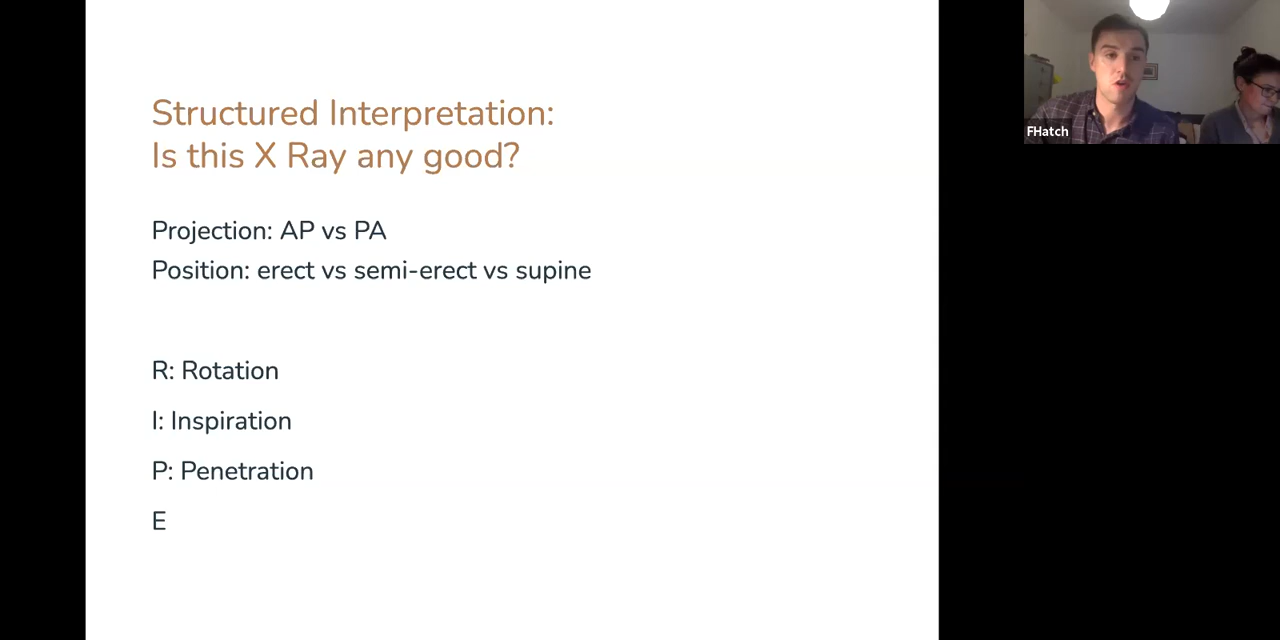 Structured Interpretation:
Is this X Ray any good?
Projection: AP vs PA
Position: erect vs semi-erect vs supine
R: Rotation
I: Inspiration
P: Penetration
E
FHatch